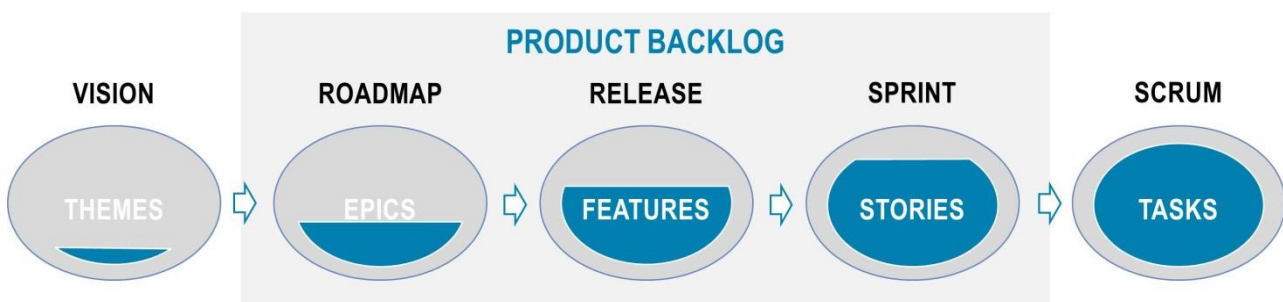 PRODUCT BACKLOG
VISION ROADMAP RELEASE SPRINT SCRUM
THEMES EPICS FEATURES STORIES TASKS